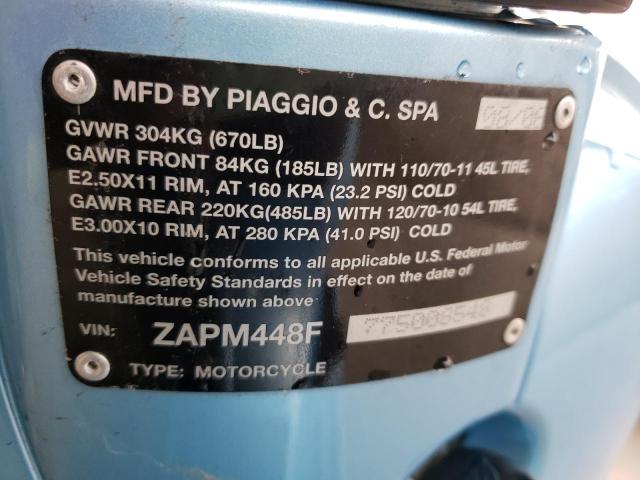 MFD BY PIAGGIO & C. SPA 08/06
GVWR 304KG (670LB)
GAWR FRONT 84KG (185LB) WITH 110/70-11 45L TIRE,
E2.50X11 RIM, AT 160 KPA (23.2 PSI) COLD
GAWR REAR 220KG(485LB) WITH 120/70-10 54L TIRE,
E3.00X10 RIM, AT 280 KPA (41.0 PSI) COLD
This vehicle conforms to all applicable U.S. Federal Motor
Vehicle Safety Standards in effect on the date of
manufacture shown above
VIN: ZAPM448F 775008548
TYPE: MOTORCYCLE